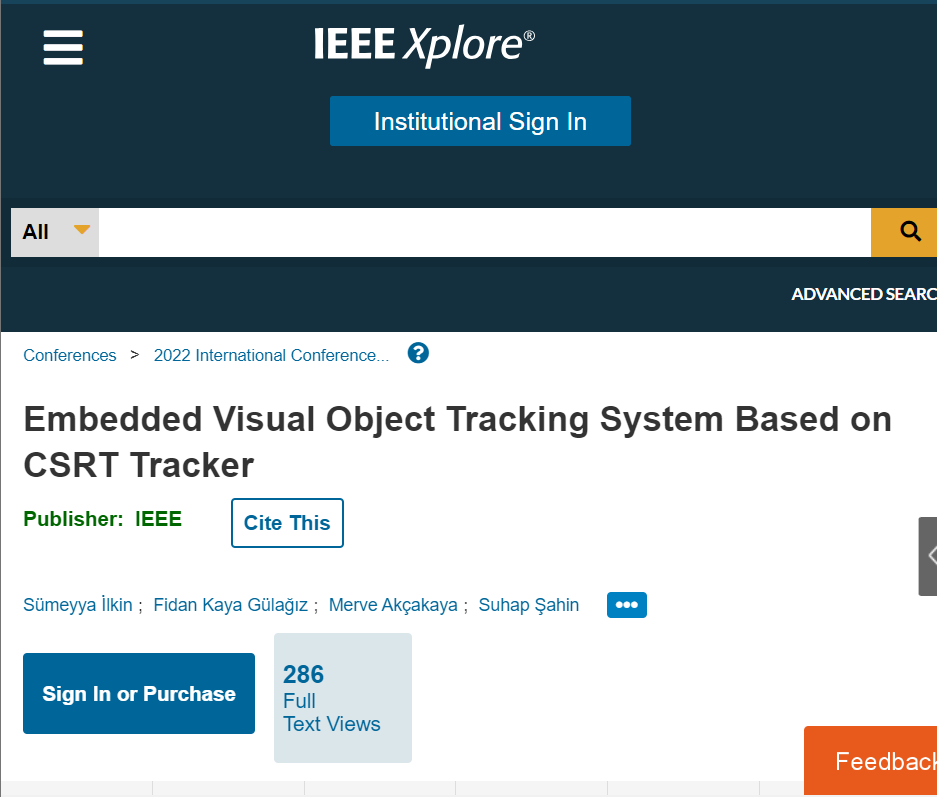 IEEE Xplore®
Institutional Sign In
All
ADVANCED SEARC
Conferences > 2022 International Conference... ?
Embedded Visual Object Tracking System Based on
CSRT Tracker
Publisher: IEEE
Cite This
Sümeyya İlkin ; Fidan Kaya Gülağız ; Merve Akçakaya ; Suhap Şahin
Sign In or Purchase
286
Full
Text Views
Feedback